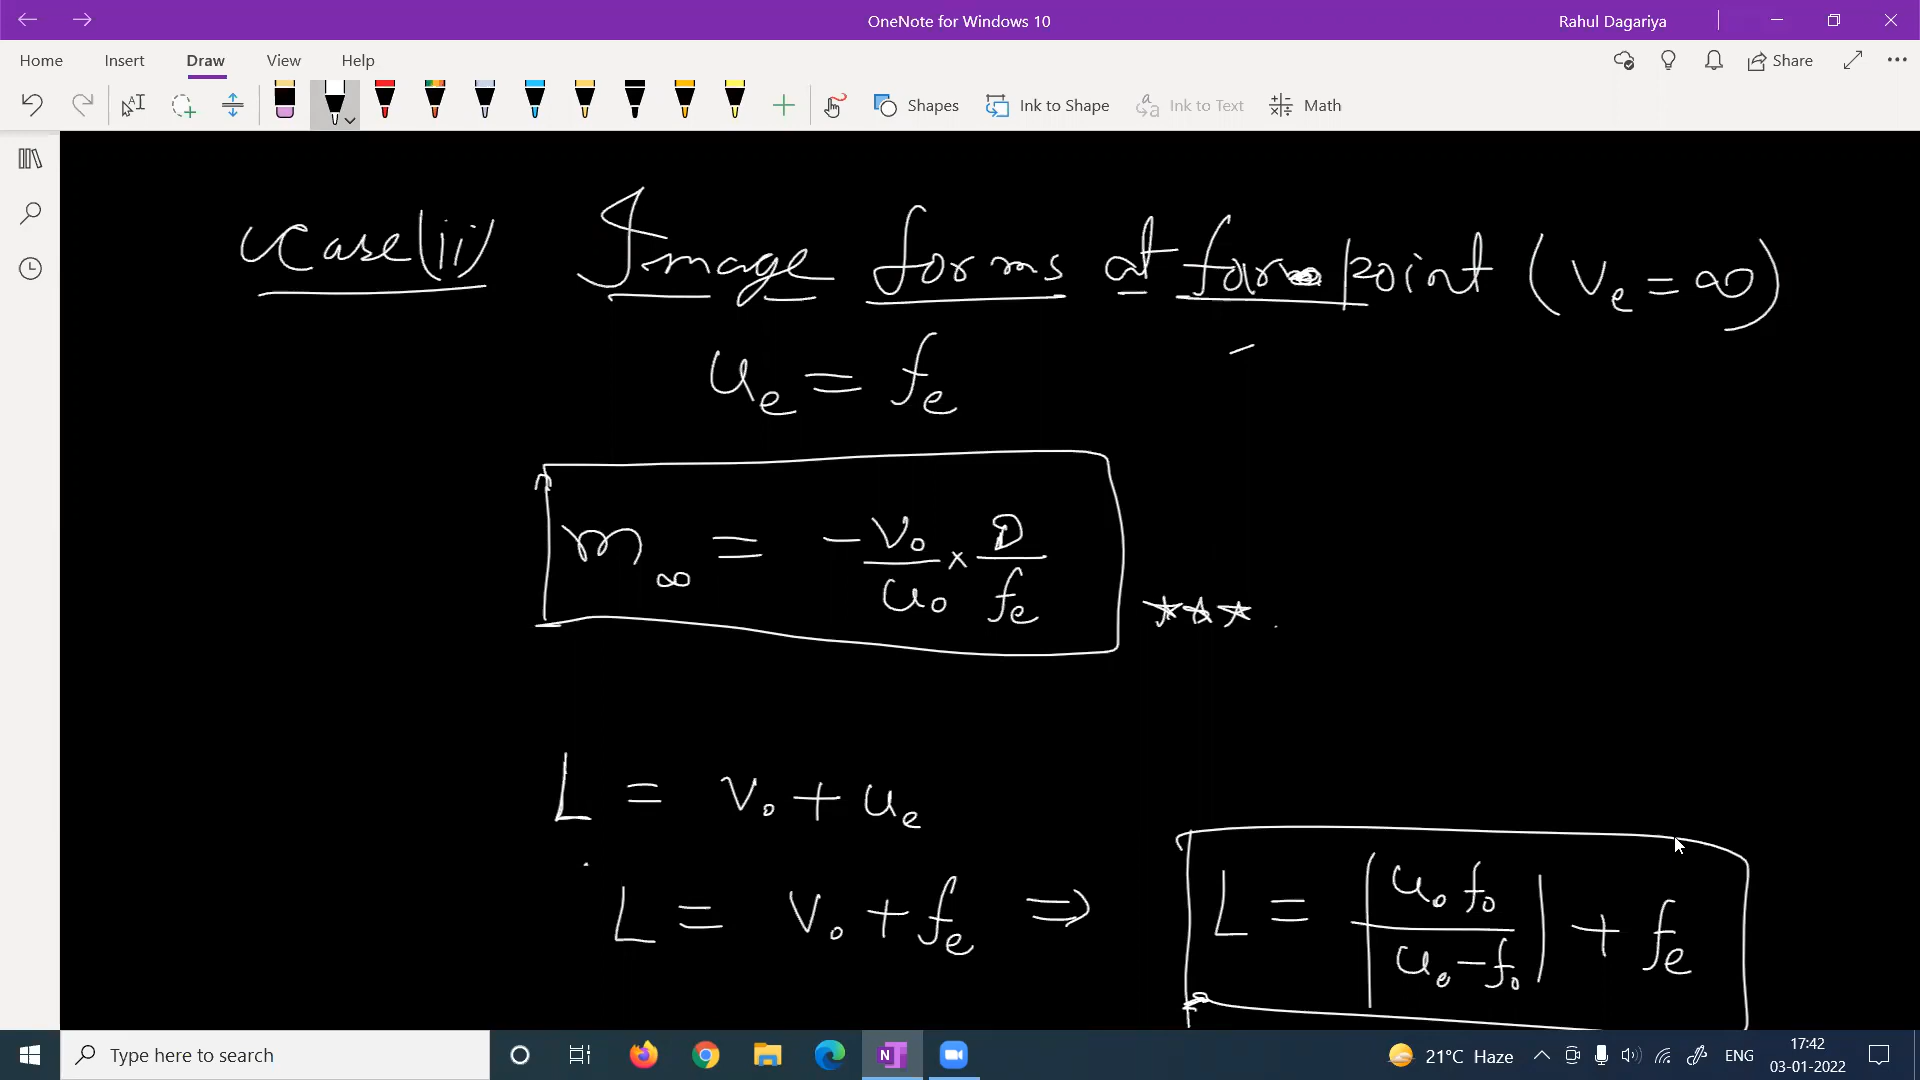 OneNote for Windows 10
Rahul Dagariya
Home Insert Draw View Help
Share
Shapes Ink to Shape Ink to Text Math
Case(ii) Image forms at far point (Ve = ∞)
ue = fe
m∞ = - Vo/uo × D/fe
★★★
L = Vo + ue
L = Vo + fe ⇒ L = |uo fo / uo - fo| + fe
Type here to search
21°C Haze
ENG
17:42
03-01-2022